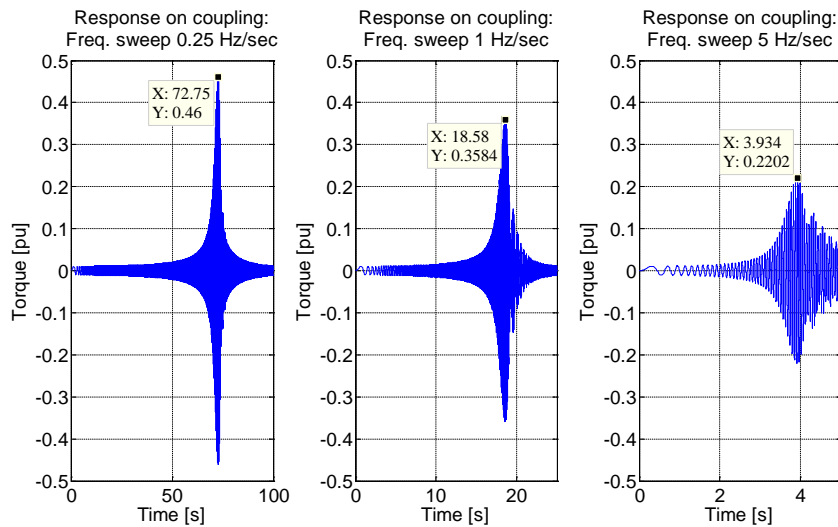 Response on coupling:
Freq. sweep 0.25 Hz/sec
0.5
0.4
0.3
0.2
0.1
0
-0.1
-0.2
-0.3
-0.4
-0.5
Torque [pu]
X: 72.75
Y: 0.46
0
50
100
Time [s]
Response on coupling:
Freq. sweep 1 Hz/sec
0.5
0.4
0.3
0.2
0.1
0
-0.1
-0.2
-0.3
-0.4
-0.5
Torque [pu]
X: 18.58
Y: 0.3584
0
10
20
Time [s]
Response on coupling:
Freq. sweep 5 Hz/sec
0.5
0.4
0.3
0.2
0.1
0
-0.1
-0.2
-0.3
-0.4
-0.5
Torque [pu]
X: 3.934
Y: 0.2202
0
2
4
Time [s]